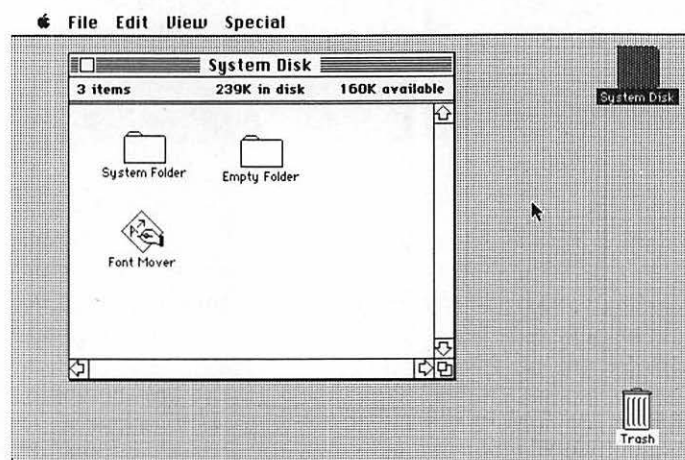 File Edit View Special
System Disk
3 items 239K in disk 160K available
System Disk
System Folder Empty Folder
Font Mover
Trash